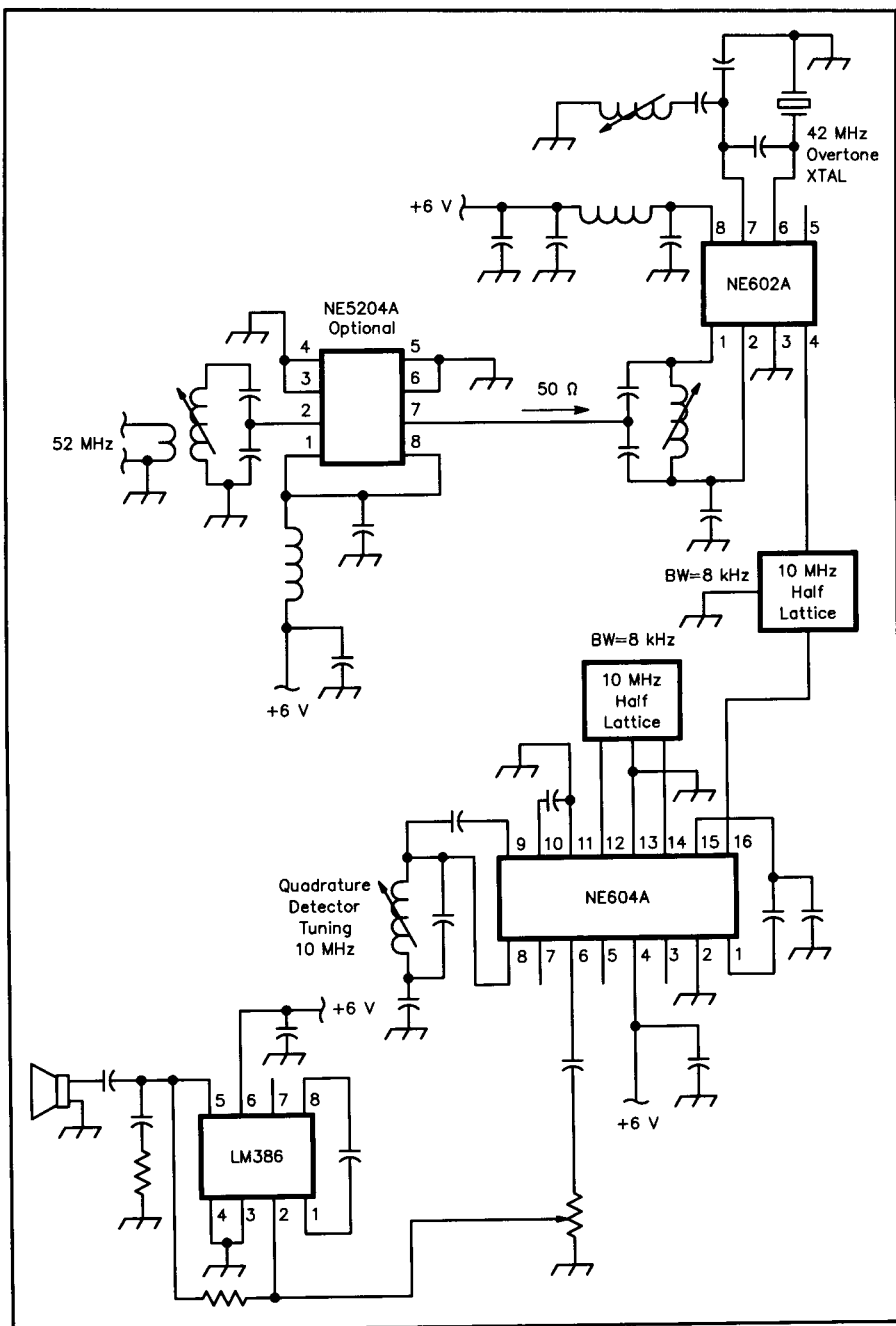 42 MHz
Overtone
XTAL
+6 V
8
7
6
5
NE602A
1
2
3
4
NE5204A
Optional
4
3
2
1
5
6
7
8
50 Ω
52 MHz
+6 V
BW=8 kHz
10 MHz
Half
Lattice
BW=8 kHz
10 MHz
Half
Lattice
9
10
11
12
13
14
15
16
NE604A
8
7
6
5
4
3
2
1
Quadrature
Detector
Tuning
10 MHz
+6 V
+6 V
5
6
7
8
LM386
4
3
2
1